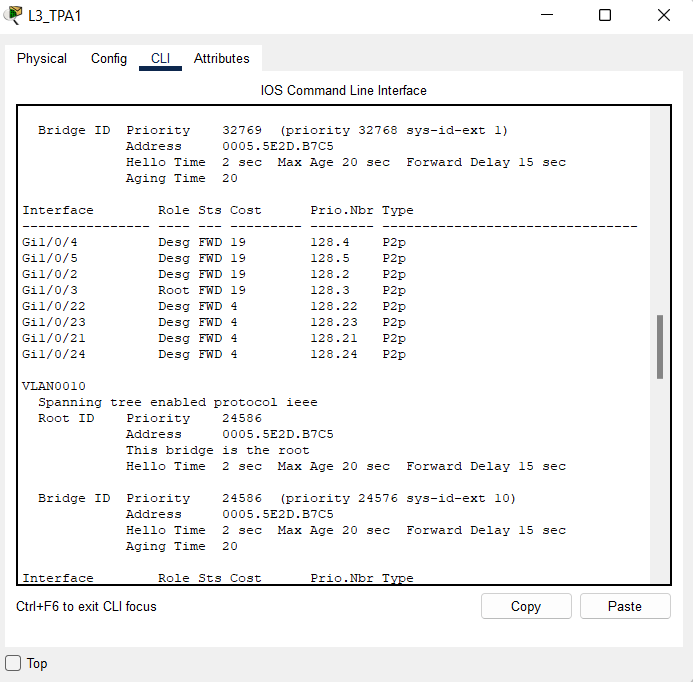 L3_TPA1
Physical Config CLI Attributes
IOS Command Line Interface
Bridge ID Priority 32769 (priority 32768 sys-id-ext 1)
Address 0005.5E2D.B7C5
Hello Time 2 sec Max Age 20 sec Forward Delay 15 sec
Aging Time 20
Interface Role Sts Cost Prio.Nbr Type
---------------- ---- --- --------- -------- --------------------------------
Gi1/0/4 Desg FWD 19 128.4 P2p
Gi1/0/5 Desg FWD 19 128.5 P2p
Gi1/0/2 Desg FWD 19 128.2 P2p
Gi1/0/3 Root FWD 19 128.3 P2p
Gi1/0/22 Desg FWD 4 128.22 P2p
Gi1/0/23 Desg FWD 4 128.23 P2p
Gi1/0/21 Desg FWD 4 128.21 P2p
Gi1/0/24 Desg FWD 4 128.24 P2p
VLAN0010
Spanning tree enabled protocol ieee
Root ID Priority 24586
Address 0005.5E2D.B7C5
This bridge is the root
Hello Time 2 sec Max Age 20 sec Forward Delay 15 sec
Bridge ID Priority 24586 (priority 24576 sys-id-ext 10)
Address 0005.5E2D.B7C5
Hello Time 2 sec Max Age 20 sec Forward Delay 15 sec
Aging Time 20
Interface Role Sts Cost Prio.Nbr Type
Ctrl+F6 to exit CLI focus
Copy Paste
Top